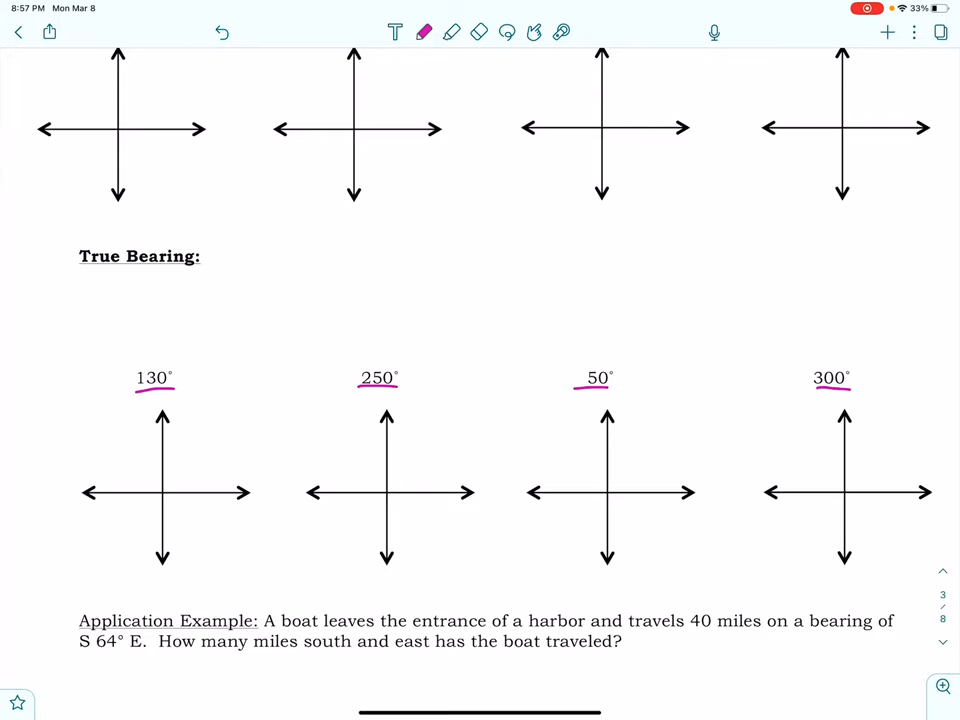 8:57 PM Mon Mar 8
33%
T
True Bearing:
130° 250° 50° 300°
3
/
8
Application Example: A boat leaves the entrance of a harbor and travels 40 miles on a bearing of
S 64° E. How many miles south and east has the boat traveled?